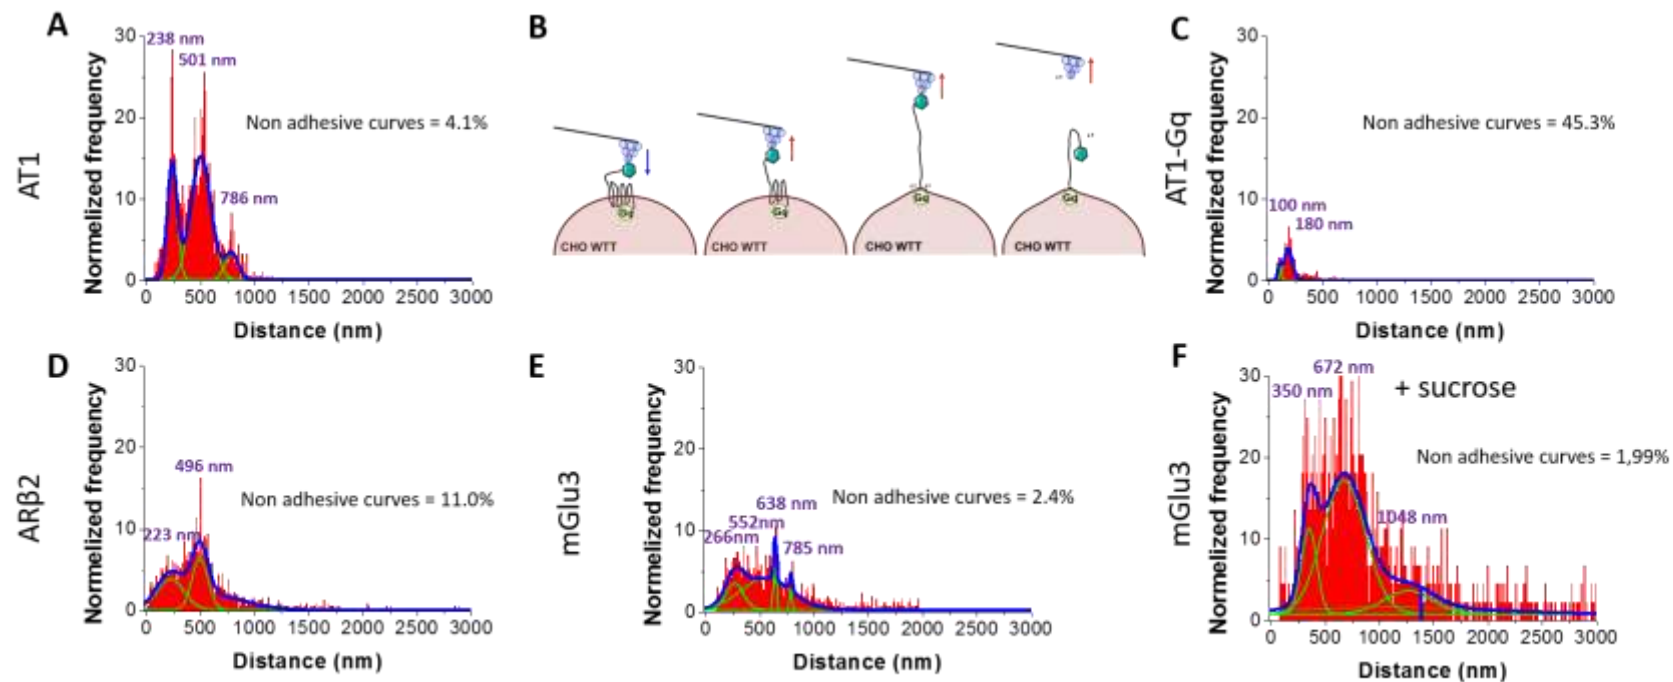 A
AT1
Normelized frequency
30
20
10
0
238 nm
501 nm
786 nm
Non adhesive curves = 4.1%
0 500 1000 1500 2000 2500 3000
Distance (nm)
B
Gq
CHO WTT
Gq
CHO WTT
Gq
CHO WTT
Gq
CHO WTT
C
AT1-Gq
Normelized frequency
30
20
10
0
100 nm
180 nm
Non adhesive curves = 45.3%
0 500 1000 1500 2000 2500 3000
Distance (nm)
D
ARβ2
Normelized frequency
30
20
10
0
496 nm
223 nm
Non adhesive curves = 11.0%
0 500 1000 1500 2000 2500 3000
Distance (nm)
E
mGlu3
Normelized frequency
30
20
10
0
638 nm
552nm
266nm
785 nm
Non adhesive curves = 2.4%
0 500 1000 1500 2000 2500 3000
Distance (nm)
F
mGlu3
Normelized frequency
30
20
10
0
672 nm
350 nm
+ sucrose
1048 nm
Non adhesive curves = 1,99%
0 500 1000 1500 2000 2500 3000
Distance (nm)